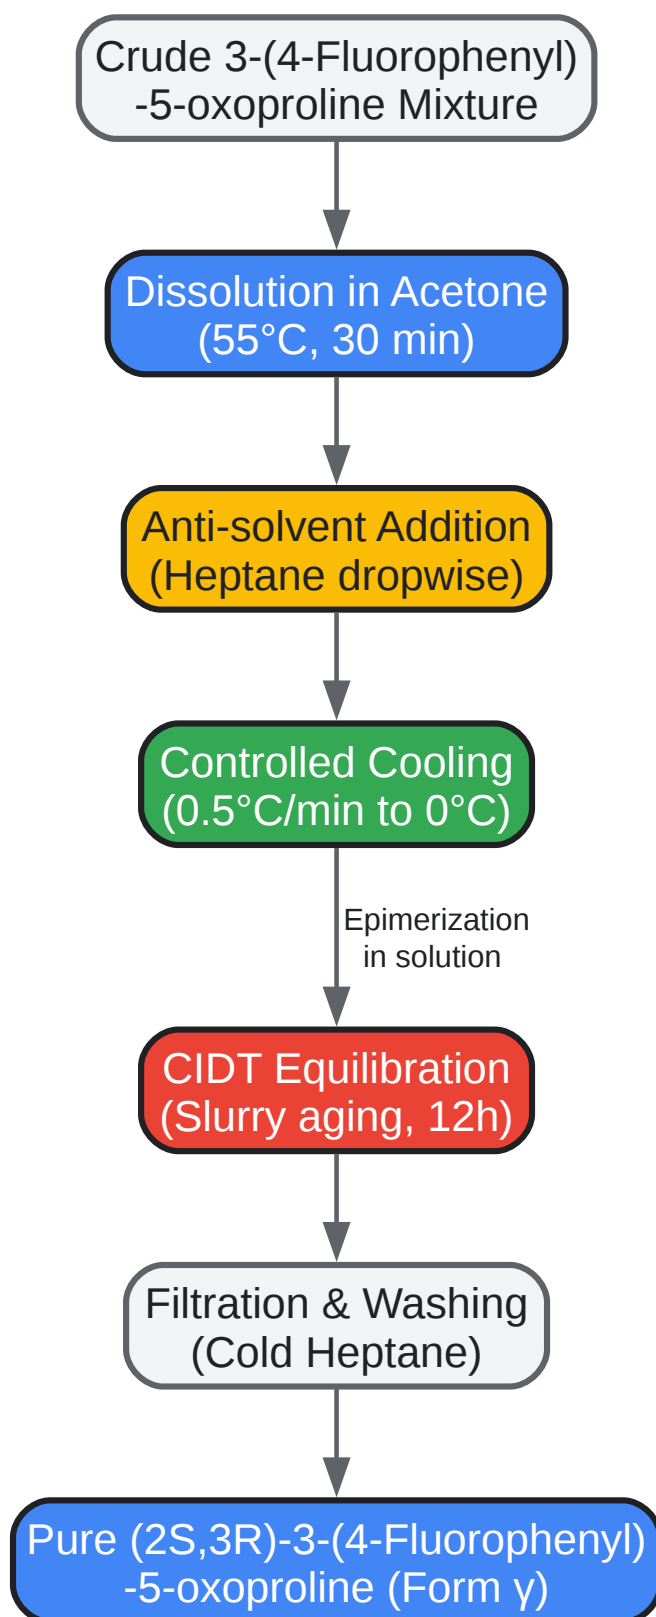 Crude 3-(4-Fluorophenyl)
-5-oxoproline Mixture
Dissolution in Acetone
(55°C, 30 min)
Anti-solvent Addition
(Heptane dropwise)
Controlled Cooling
(0.5°C/min to 0°C)
Epimerization
in solution
CIDT Equilibration
(Slurry aging, 12h)
Filtration & Washing
(Cold Heptane)
Pure (2S,3R)-3-(4-Fluorophenyl)
-5-oxoproline (Form γ)